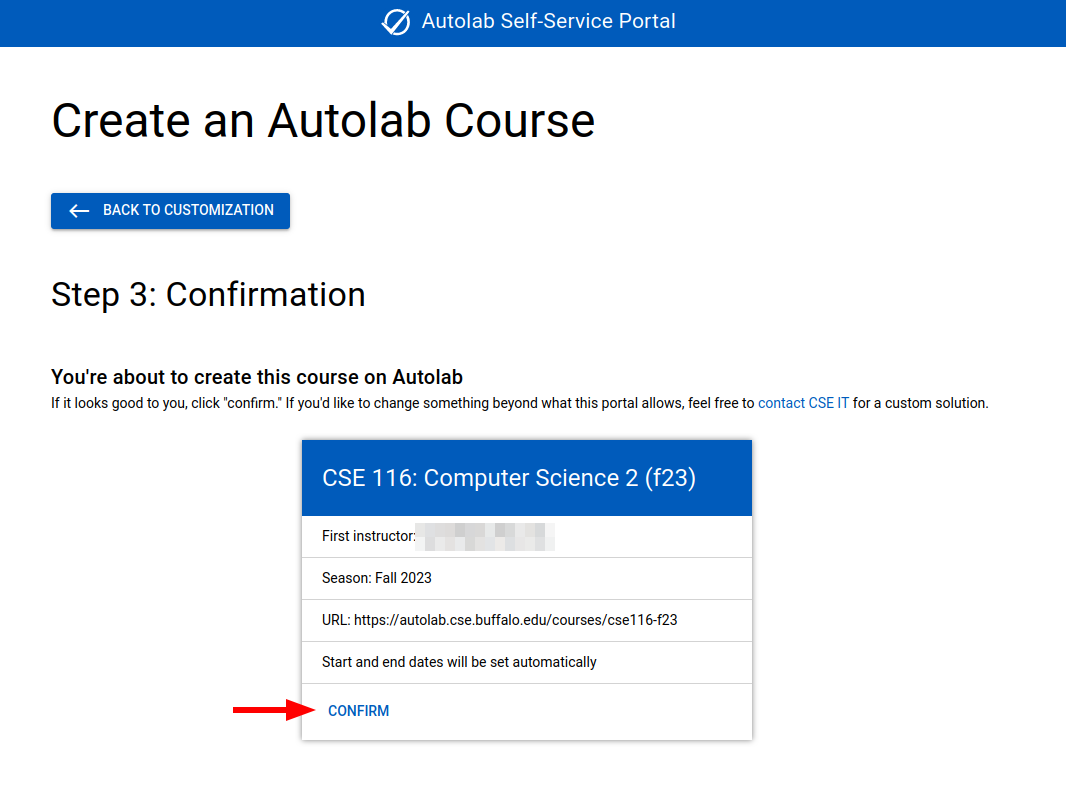 Autolab Self-Service Portal
Create an Autolab Course
BACK TO CUSTOMIZATION
Step 3: Confirmation
You're about to create this course on Autolab
If it looks good to you, click "confirm." If you'd like to change something beyond what this portal allows, feel free to contact CSE IT for a custom solution.
CSE 116: Computer Science 2 (f23)
First instructor:
Season: Fall 2023
URL: https://autolab.cse.buffalo.edu/courses/cse116-f23
Start and end dates will be set automatically
CONFIRM